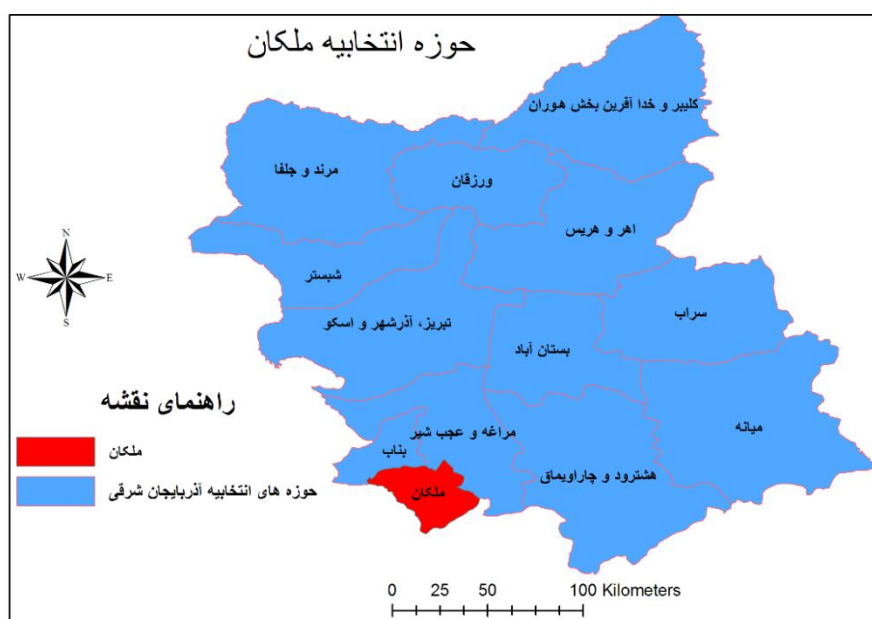 حوزه انتخابیه ملکان
کلیبر و خدا آفرین بخش هوران
مرند و جلفا
ورزقان
اهر و هریس
شبستر
سراب
تبریز، آذرشهر و اسکو
بستان آباد
میانه
مراغه و عجب شیر
بناب
هشترود و چاراویماق
ملکان
N
W
E
S
راهنمای نقشه
ملکان
حوزه های انتخابیه آذربایجان شرقی
0 25 50 100 Kilometers